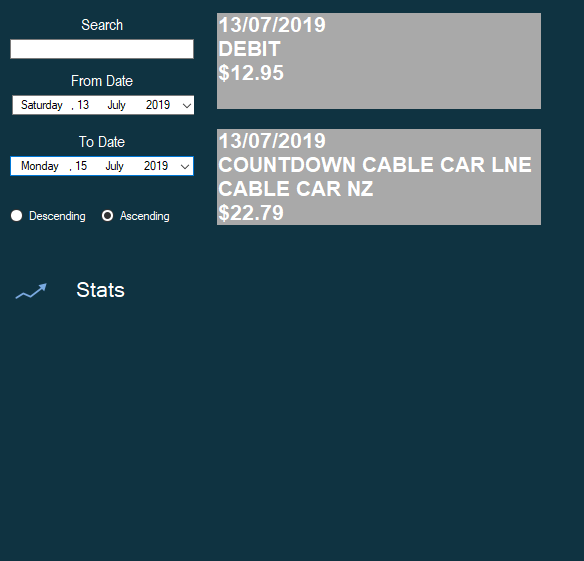 Search
From Date
Saturday , 13 July 2019
To Date
Monday , 15 July 2019
Descending Ascending
Stats
13/07/2019
DEBIT
$12.95
13/07/2019
COUNTDOWN CABLE CAR LNE
CABLE CAR NZ
$22.79